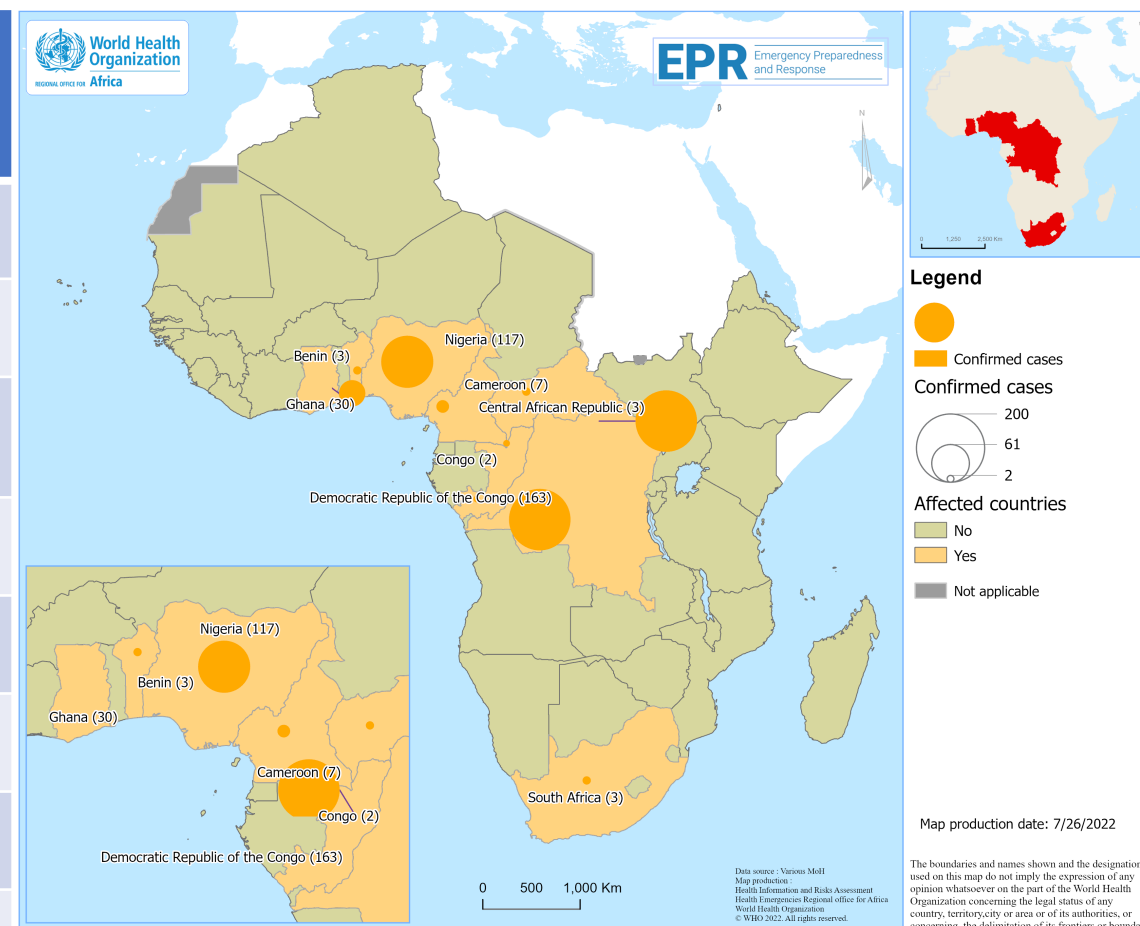 World Health
Organization
REGIONAL OFFICE FOR Africa
EPR Emergency Preparedness
and Response
N
Nigeria (117)
Benin (3)
Cameroon (7)
Ghana (30)
Central African Republic (3)
Congo (2)
Democratic Republic of the Congo (163)
South Africa (3)
Nigeria (117)
Benin (3)
Ghana (30)
Cameroon (7)
Congo (2)
Democratic Republic of the Congo (163)
0 500 1,000 Km
Data source : Various MoH
Map production :
Health Information and Risks Assessment
Health Emergencies Regional office for Africa
World Health Organization
© WHO 2022. All rights reserved.
0 1,250 2,500 Km
Legend
Confirmed cases
Confirmed cases
200
61
2
Affected countries
No
Yes
Not applicable
Map production date: 7/26/2022
The boundaries and names shown and the designation
used on this map do not imply the expression of any
opinion whatsoever on the part of the World Health
Organization concerning the legal status of any
country, territory,city or area or of its authorities, or
concerning, the delimitation of its frontiers or